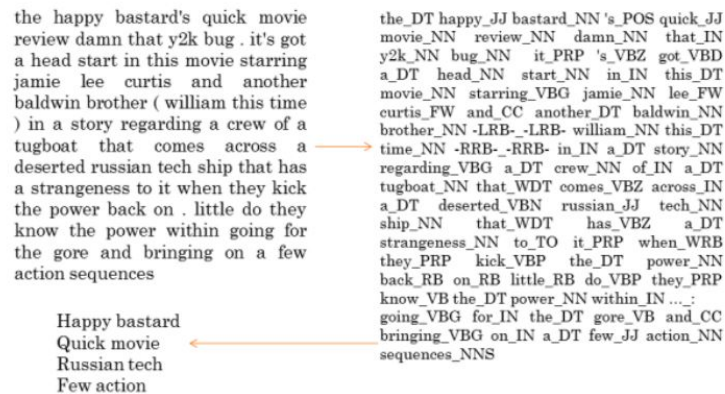 the happy bastard's quick movie
review damn that y2k bug . it's got
a head start in this movie starring
jamie lee curtis and another
baldwin brother ( william this time
) in a story regarding a crew of a
tugboat that comes across a
deserted russian tech ship that has
a strangeness to it when they kick
the power back on . little do they
know the power within going for
the gore and bringing on a few
action sequences
the_DT happy_JJ bastard_NN 's_POS quick_JJ
movie_NN review_NN damn_NN that_IN
y2k_NN bug_NN it_PRP 's_VBZ got_VBD
a_DT head_NN start_NN in_IN this_DT
movie_NN starring_VBG jamie_NN lee_FW
curtis_FW and_CC another_DT baldwin_NN
brother_NN -LRB-_-LRB- william_NN this_DT
time_NN -RRB-_-RRB- in_IN a_DT story_NN
regarding_VBG a_DT crew_NN of_IN a_DT
tugboat_NN that_WDT comes_VBZ across_IN
a_DT deserted_VBN russian_JJ tech_NN
ship_NN that_WDT has_VBZ a_DT
strangeness_NN to_TO it_PRP when_WRB
they_PRP kick_VBP the_DT power_NN
back_RB on_RB little_RB do_VBP they_PRP
know_VB the_DT power_NN within_IN ..._:
going_VBG for_IN the_DT gore_VB and_CC
bringing_VBG on_IN a_DT few_JJ action_NN
sequences_NNS
Happy bastard
Quick movie
Russian tech
Few action